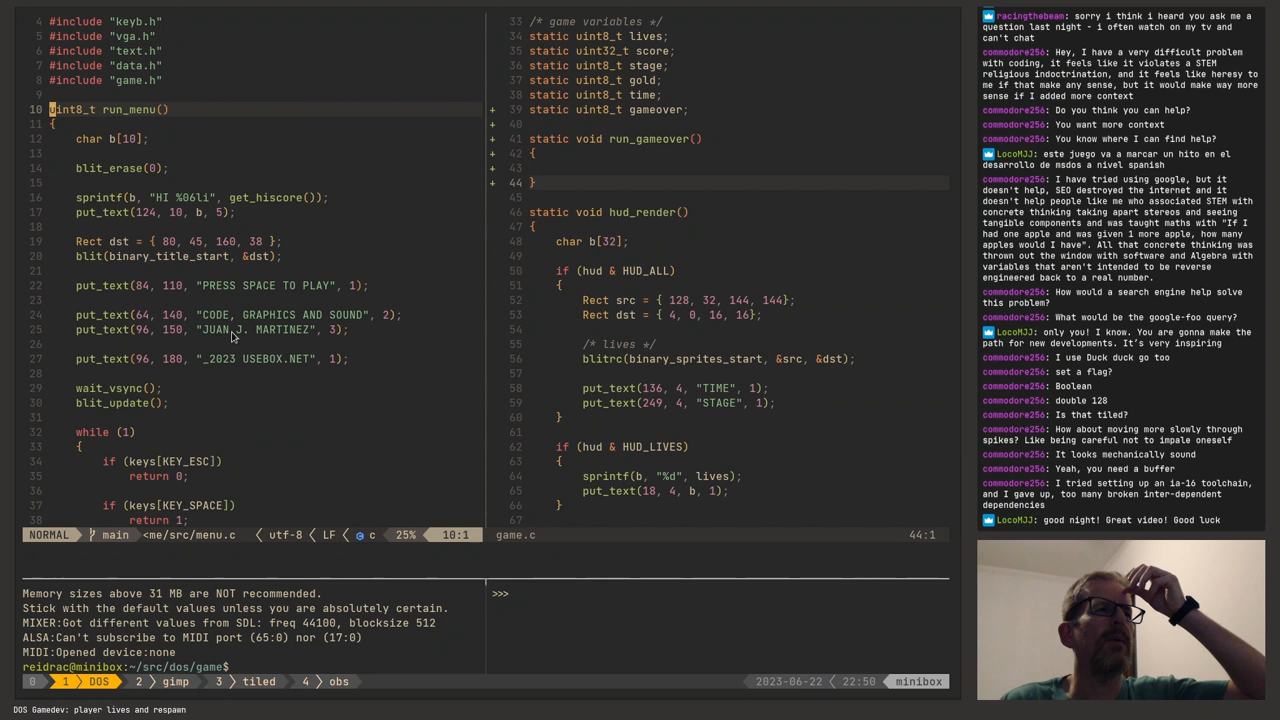 4 #include "keyb.h"
5 #include "vga.h"
6 #include "text.h"
7 #include "data.h"
8 #include "game.h"
9
10 uint8_t run_menu()
11 {
12 char b[10];
13
14 blit_erase(0);
15
16 sprintf(b, "HI %06li", get_hiscore());
17 put_text(124, 10, b, 5);
18
19 Rect dst = { 80, 45, 160, 38 };
20 blit(binary_title_start, &dst);
21
22 put_text(84, 110, "PRESS SPACE TO PLAY", 1);
23
24 put_text(64, 140, "CODE, GRAPHICS AND SOUND", 2);
25 put_text(96, 150, "JUAN J. MARTINEZ", 3);
26
27 put_text(96, 180, "_2023 USEBOX.NET", 1);
28
29 wait_vsync();
30 blit_update();
31
32 while (1)
33 {
34 if (keys[KEY_ESC])
35 return 0;
36
37 if (keys[KEY_SPACE])
38 return 1;
NORMAL main <me/src/menu.c utf-8 LF c 25% 10:1
33 /* game variables */
34 static uint8_t lives;
35 static uint32_t score;
36 static uint8_t stage;
37 static uint8_t gold;
38 static uint8_t time;
+ 39 static uint8_t gameover;
+ 40
+ 41 static void run_gameover()
+ 42 {
+ 43
+ 44 }
45
46 static void hud_render()
47 {
48 char b[32];
49
50 if (hud & HUD_ALL)
51 {
52 Rect src = { 128, 32, 144, 144};
53 Rect dst = { 4, 0, 16, 16};
54
55 /* lives */
56 blitrc(binary_sprites_start, &src, &dst);
57
58 put_text(136, 4, "TIME", 1);
59 put_text(249, 4, "STAGE", 1);
60 }
61
62 if (hud & HUD_LIVES)
63 {
64 sprintf(b, "%d", lives);
65 put_text(18, 4, b, 1);
66 }
67
game.c 44:1
Memory sizes above 31 MB are NOT recommended.
Stick with the default values unless you are absolutely certain.
MIXER:Got different values from SDL: freq 44100, blocksize 512
ALSA:Can't subscribe to MIDI port (65:0) nor (17:0)
MIDI:Opened device:none
reidrac@minibox:~/src/dos/game$
>>>
0 1 DOS 2 gimp 3 tiled 4 obs 2023-06-22 22:50 minibox
DOS Gamedev: player lives and respawn
racingthebeam: sorry i think i heard you ask me a
question last night - i often watch on my tv and
can't chat
commodore256: Hey, I have a very difficult problem
with coding, it feels like it violates a STEM
religious indoctrination, and it feels like heresy to
me if that make any sense, but it would make way more
sense if I added more context
commodore256: Do you think you can help?
commodore256: You want more context
commodore256: You know where I can find help?
LocoMJJ: este juego va a marcar un hito en el
desarrollo de msdos a nivel spanish
commodore256: I have tried using google, but it
doesn't help, SEO destroyed the internet and it
doesn't help people like me who associated STEM with
concrete thinking taking apart stereos and seeing
tangible components and was taught maths with "If I
had one apple and was given 1 more apple, how many
apples would I have". All that concrete thinking was
thrown out the window with software and Algebra with
variables that aren't intended to be reverse
engineered back to a real number.
commodore256: How would a search engine help solve
this problem?
commodore256: What would be the google-foo query?
LocoMJJ: only you! I know. You are gonna make the
path for new developments. It's very inspiring
commodore256: I use Duck duck go too
commodore256: set a flag?
commodore256: Boolean
commodore256: double 128
commodore256: Is that tiled?
commodore256: How about moving more slowly through
spikes? Like being careful not to impale oneself
commodore256: It looks mechanically sound
commodore256: Yeah, you need a buffer
commodore256: I tried setting up an ia-16 toolchain,
and I gave up, too many broken inter-dependent
dependencies
LocoMJJ: good night! Great video! Good luck